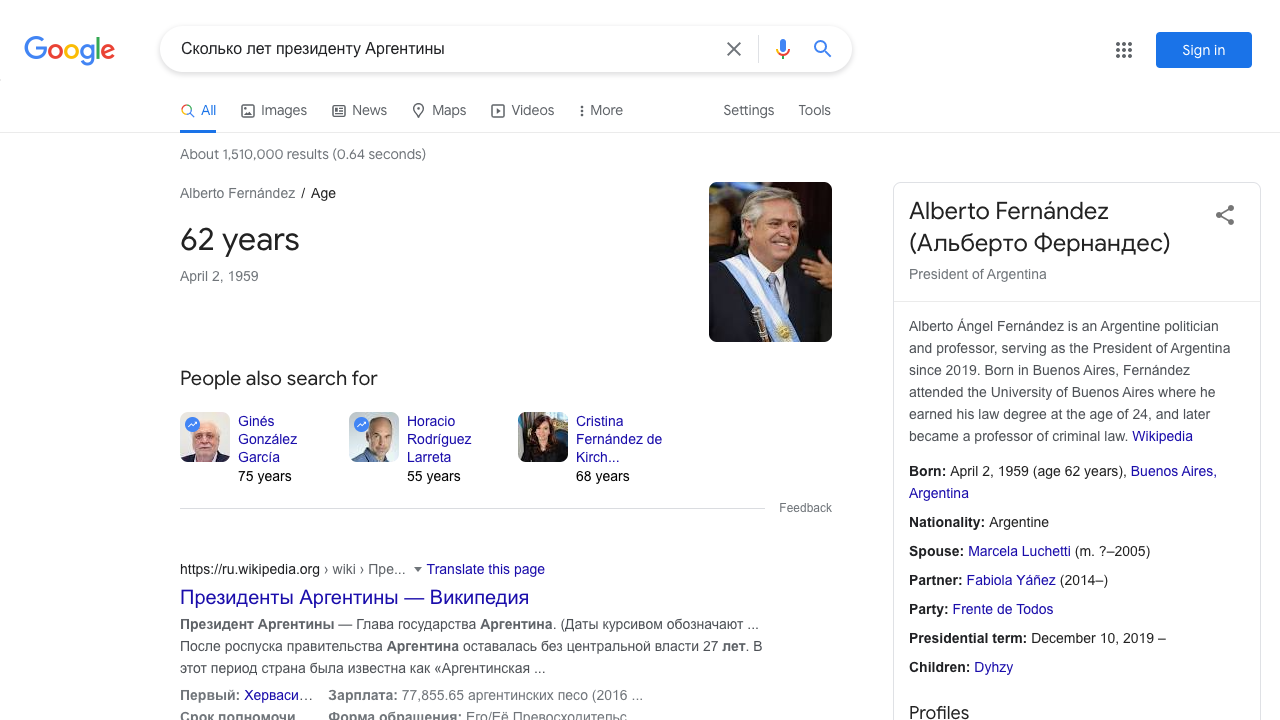 Google
Сколько лет президенту Аргентины
Sign in
All
Images
News
Maps
Videos
More
Settings
Tools
About 1,510,000 results (0.64 seconds)
Alberto Fernández / Age
62 years
April 2, 1959
People also search for
Ginés
González
García
75 years
Horacio
Rodríguez
Larreta
55 years
Cristina
Fernández de
Kirch...
68 years
Feedback
https://ru.wikipedia.org › wiki › Пре... Translate this page
Президенты Аргентины — Википедия
Президент Аргентины — Глава государства Аргентина. (Даты курсивом обозначают ...
После роспуска правительства Аргентина оставалась без центральной власти 27 лет. В
этот период страна была известна как «Аргентинская ...
Первый: Херваси… Зарплата: 77,855.65 аргентинских песо (2016 ...
Срок полномочи… Форма обращения: Его/Её Превосходительс…
Alberto Fernández
(Альберто Фернандес)
President of Argentina
Alberto Ángel Fernández is an Argentine politician
and professor, serving as the President of Argentina
since 2019. Born in Buenos Aires, Fernández
attended the University of Buenos Aires where he
earned his law degree at the age of 24, and later
became a professor of criminal law. Wikipedia
Born: April 2, 1959 (age 62 years), Buenos Aires,
Argentina
Nationality: Argentine
Spouse: Marcela Luchetti (m. ?–2005)
Partner: Fabiola Yáñez (2014–)
Party: Frente de Todos
Presidential term: December 10, 2019 –
Children: Dyhzy
Profiles